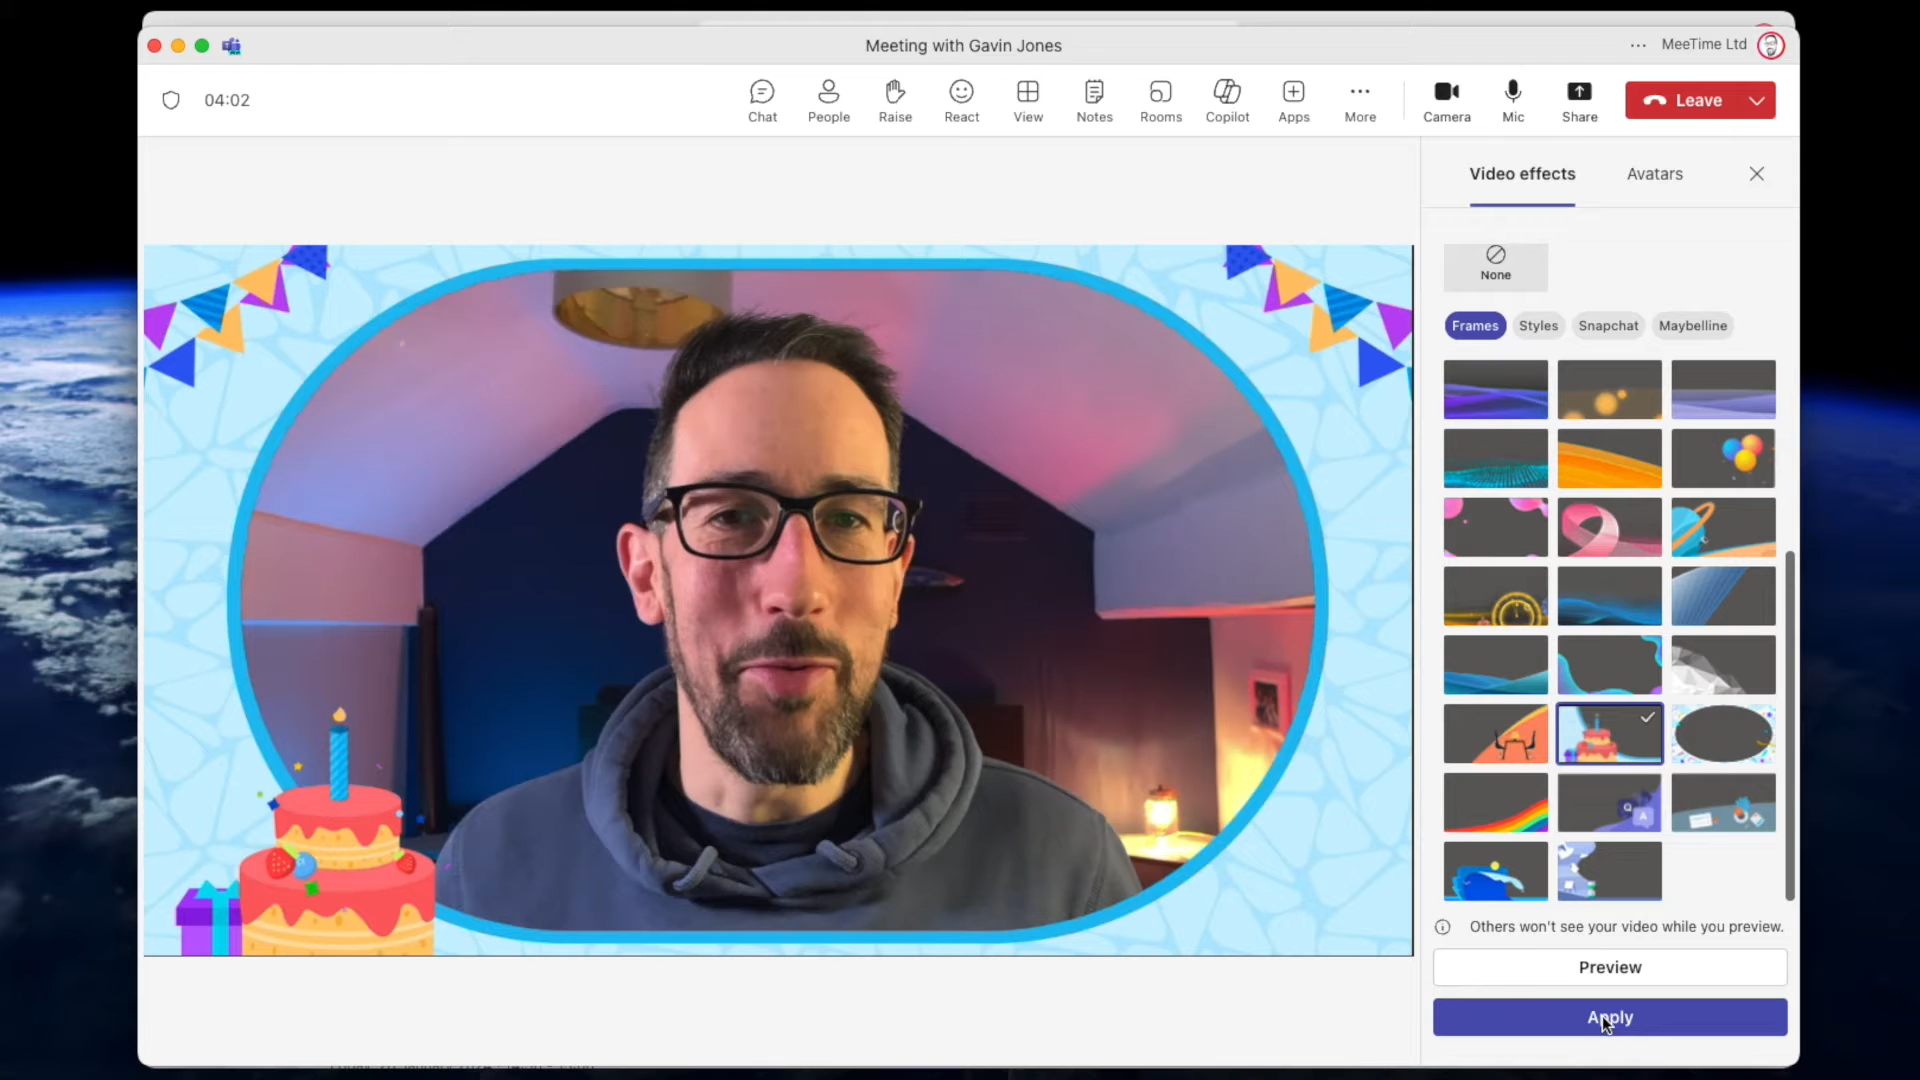 Meeting with Gavin Jones
MeeTime Ltd
04:02
Chat
People
Raise
React
View
Notes
Rooms
Copilot
Apps
More
Camera
Mic
Share
Leave
Video effects
Avatars
None
Frames
Styles
Snapchat
Maybelline
Q
A
Others won't see your video while you preview.
Preview
Apply